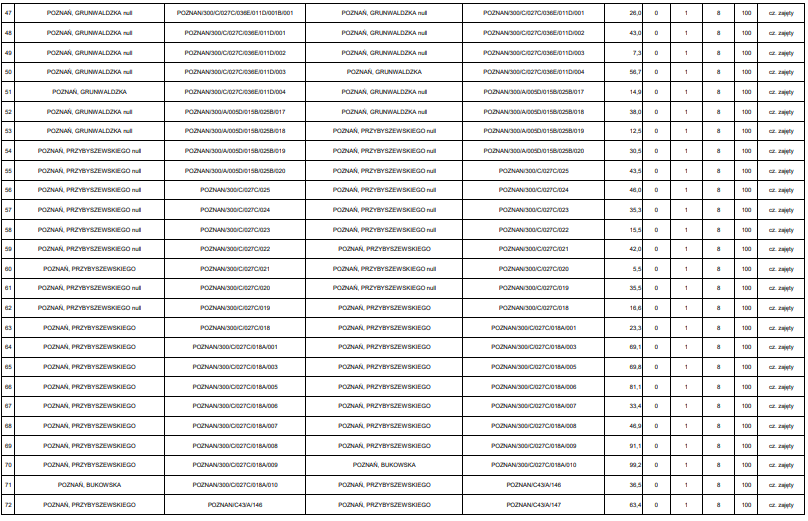 47 POZNAŃ, GRUNWALDZKA null POZNAN/300/C/027C/036E/011D/001B/001 POZNAŃ, GRUNWALDZKA null POZNAN/300/C/027C/036E/011D/001 26,0 0 1 8 100 cz. zajęty
48 POZNAŃ, GRUNWALDZKA null POZNAN/300/C/027C/036E/011D/001 POZNAŃ, GRUNWALDZKA null POZNAN/300/C/027C/036E/011D/002 43,0 0 1 8 100 cz. zajęty
49 POZNAŃ, GRUNWALDZKA null POZNAN/300/C/027C/036E/011D/002 POZNAŃ, GRUNWALDZKA null POZNAN/300/C/027C/036E/011D/003 7,3 0 1 8 100 cz. zajęty
50 POZNAŃ, GRUNWALDZKA null POZNAN/300/C/027C/036E/011D/003 POZNAŃ, GRUNWALDZKA POZNAN/300/C/027C/036E/011D/004 56,7 0 1 8 100 cz. zajęty
51 POZNAŃ, GRUNWALDZKA POZNAN/300/C/027C/036E/011D/004 POZNAŃ, GRUNWALDZKA null POZNAN/300/A/005D/015B/025B/017 14,9 0 1 8 100 cz. zajęty
52 POZNAŃ, GRUNWALDZKA null POZNAN/300/A/005D/015B/025B/017 POZNAŃ, GRUNWALDZKA null POZNAN/300/A/005D/015B/025B/018 38,0 0 1 8 100 cz. zajęty
53 POZNAŃ, GRUNWALDZKA null POZNAN/300/A/005D/015B/025B/018 POZNAŃ, PRZYBYSZEWSKIEGO null POZNAN/300/A/005D/015B/025B/019 12,5 0 1 8 100 cz. zajęty
54 POZNAŃ, PRZYBYSZEWSKIEGO null POZNAN/300/A/005D/015B/025B/019 POZNAŃ, PRZYBYSZEWSKIEGO null POZNAN/300/A/005D/015B/025B/020 30,5 0 1 8 100 cz. zajęty
55 POZNAŃ, PRZYBYSZEWSKIEGO null POZNAN/300/A/005D/015B/025B/020 POZNAŃ, PRZYBYSZEWSKIEGO null POZNAN/300/C/027C/025 43,5 0 1 8 100 cz. zajęty
56 POZNAŃ, PRZYBYSZEWSKIEGO null POZNAN/300/C/027C/025 POZNAŃ, PRZYBYSZEWSKIEGO null POZNAN/300/C/027C/024 46,0 0 1 8 100 cz. zajęty
57 POZNAŃ, PRZYBYSZEWSKIEGO null POZNAN/300/C/027C/024 POZNAŃ, PRZYBYSZEWSKIEGO null POZNAN/300/C/027C/023 35,3 0 1 8 100 cz. zajęty
58 POZNAŃ, PRZYBYSZEWSKIEGO null POZNAN/300/C/027C/023 POZNAŃ, PRZYBYSZEWSKIEGO null POZNAN/300/C/027C/022 15,5 0 1 8 100 cz. zajęty
59 POZNAŃ, PRZYBYSZEWSKIEGO null POZNAN/300/C/027C/022 POZNAŃ, PRZYBYSZEWSKIEGO POZNAN/300/C/027C/021 42,0 0 1 8 100 cz. zajęty
60 POZNAŃ, PRZYBYSZEWSKIEGO POZNAN/300/C/027C/021 POZNAŃ, PRZYBYSZEWSKIEGO null POZNAN/300/C/027C/020 5,5 0 1 8 100 cz. zajęty
61 POZNAŃ, PRZYBYSZEWSKIEGO null POZNAN/300/C/027C/020 POZNAŃ, PRZYBYSZEWSKIEGO null POZNAN/300/C/027C/019 35,5 0 1 8 100 cz. zajęty
62 POZNAŃ, PRZYBYSZEWSKIEGO null POZNAN/300/C/027C/019 POZNAŃ, PRZYBYSZEWSKIEGO POZNAN/300/C/027C/018 16,6 0 1 8 100 cz. zajęty
63 POZNAŃ, PRZYBYSZEWSKIEGO POZNAN/300/C/027C/018 POZNAŃ, PRZYBYSZEWSKIEGO POZNAN/300/C/027C/018A/001 23,3 0 1 8 100 cz. zajęty
64 POZNAŃ, PRZYBYSZEWSKIEGO POZNAN/300/C/027C/018A/001 POZNAŃ, PRZYBYSZEWSKIEGO POZNAN/300/C/027C/018A/003 69,1 0 1 8 100 cz. zajęty
65 POZNAŃ, PRZYBYSZEWSKIEGO POZNAN/300/C/027C/018A/003 POZNAŃ, PRZYBYSZEWSKIEGO POZNAN/300/C/027C/018A/005 69,8 0 1 8 100 cz. zajęty
66 POZNAŃ, PRZYBYSZEWSKIEGO POZNAN/300/C/027C/018A/005 POZNAŃ, PRZYBYSZEWSKIEGO POZNAN/300/C/027C/018A/006 81,1 0 1 8 100 cz. zajęty
67 POZNAŃ, PRZYBYSZEWSKIEGO POZNAN/300/C/027C/018A/006 POZNAŃ, PRZYBYSZEWSKIEGO POZNAN/300/C/027C/018A/007 33,4 0 1 8 100 cz. zajęty
68 POZNAŃ, PRZYBYSZEWSKIEGO POZNAN/300/C/027C/018A/007 POZNAŃ, PRZYBYSZEWSKIEGO POZNAN/300/C/027C/018A/008 46,9 0 1 8 100 cz. zajęty
69 POZNAŃ, PRZYBYSZEWSKIEGO POZNAN/300/C/027C/018A/008 POZNAŃ, PRZYBYSZEWSKIEGO POZNAN/300/C/027C/018A/009 91,1 0 1 8 100 cz. zajęty
70 POZNAŃ, PRZYBYSZEWSKIEGO POZNAN/300/C/027C/018A/009 POZNAŃ, BUKOWSKA POZNAN/300/C/027C/018A/010 99,2 0 1 8 100 cz. zajęty
71 POZNAŃ, BUKOWSKA POZNAN/300/C/027C/018A/010 POZNAŃ, PRZYBYSZEWSKIEGO POZNAN/C43/A/146 36,5 0 1 8 100 cz. zajęty
72 POZNAŃ, PRZYBYSZEWSKIEGO POZNAN/C43/A/146 POZNAŃ, PRZYBYSZEWSKIEGO POZNAN/C43/A/147 63,4 0 1 8 100 cz. zajęty